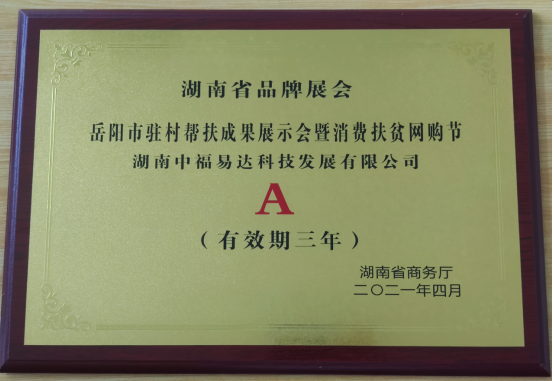 湖南省品牌展会
岳阳市驻村帮扶成果展示会暨消费扶贫网购节
湖南中福易达科技发展有限公司
A
（有效期三年）
湖南省商务厅
二〇二一年四月